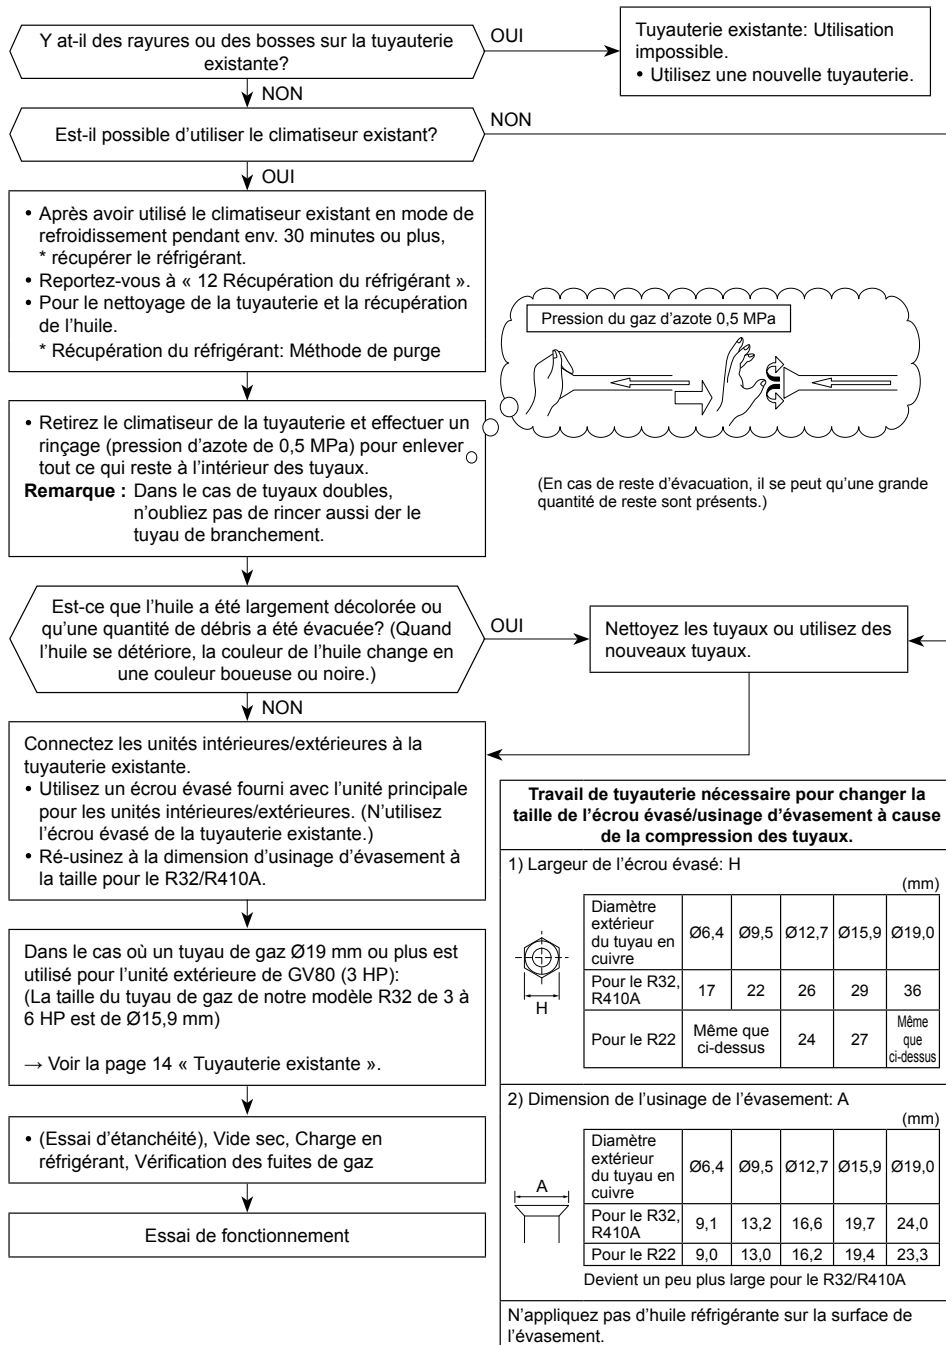 Y at-il des rayures ou des bosses sur la tuyauterie
existante?
OUI
Tuyauterie existante: Utilisation
impossible.
• Utilisez une nouvelle tuyauterie.
NON
Est-il possible d'utiliser le climatiseur existant?
NON
OUI
• Après avoir utilisé le climatiseur existant en mode de
refroidissement pendant env. 30 minutes ou plus,
* récupérer le réfrigérant.
• Reportez-vous à « 12 Récupération du réfrigérant ».
• Pour le nettoyage de la tuyauterie et la récupération
de l'huile.
* Récupération du réfrigérant: Méthode de purge
Pression du gaz d'azote 0,5 MPa
• Retirez le climatiseur de la tuyauterie et effectuer un
rinçage (pression d'azote de 0,5 MPa) pour enlever
tout ce qui reste à l'intérieur des tuyaux.
Remarque : Dans le cas de tuyaux doubles,
n'oubliez pas de rincer aussi der le
tuyau de branchement.
(En cas de reste d'évacuation, il se peut qu'une grande
quantité de reste sont présents.)
Est-ce que l'huile a été largement décolorée ou
qu'une quantité de débris a été évacuée? (Quand
l'huile se détériore, la couleur de l'huile change en
une couleur boueuse ou noire.)
OUI
Nettoyez les tuyaux ou utilisez des
nouveaux tuyaux.
NON
Connectez les unités intérieures/extérieures à la
tuyauterie existante.
• Utilisez un écrou évasé fourni avec l'unité principale
pour les unités intérieures/extérieures. (N'utilisez
l'écrou évasé de la tuyauterie existante.)
• Ré-usinez à la dimension d'usinage d'évasement à
la taille pour le R32/R410A.
Dans le cas où un tuyau de gaz Ø19 mm ou plus est
utilisé pour l'unité extérieure de GV80 (3 HP):
(La taille du tuyau de gaz de notre modèle R32 de 3 à
6 HP est de Ø15,9 mm)
→ Voir la page 14 « Tuyauterie existante ».
• (Essai d'étanchéité), Vide sec, Charge en
réfrigérant, Vérification des fuites de gaz
Essai de fonctionnement
Travail de tuyauterie nécessaire pour changer la
taille de l'écrou évasé/usinage d'évasement à cause
de la compression des tuyaux.
1) Largeur de l'écrou évasé: H
(mm)
H
Diamètre
extérieur
du tuyau en
cuivre
Ø6,4 Ø9,5 Ø12,7 Ø15,9 Ø19,0
Pour le R32,
R410A
17 22 26 29 36
Pour le R22
Même que
ci-dessus
24 27
Même
que
ci-dessus
2) Dimension de l'usinage de l'évasement: A
(mm)
A
Diamètre
extérieur
du tuyau en
cuivre
Ø6,4 Ø9,5 Ø12,7 Ø15,9 Ø19,0
Pour le R32,
R410A
9,1 13,2 16,6 19,7 24,0
Pour le R22 9,0 13,0 16,2 19,4 23,3
Devient un peu plus large pour le R32/R410A
N'appliquez pas d'huile réfrigérante sur la surface de
l'évasement.